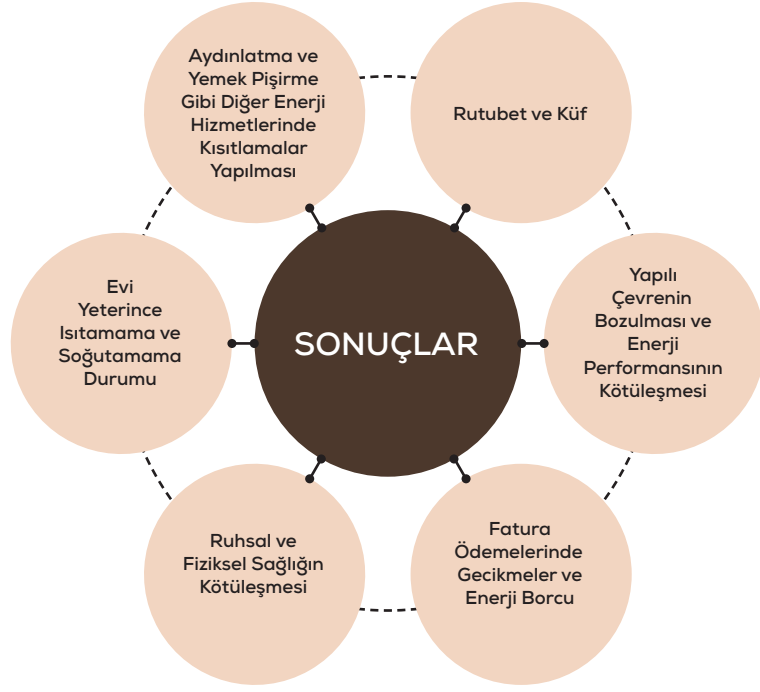 Aydınlatma ve
Yemek Pişirme
Gibi Diğer Enerji
Hizmetlerinde
Kısıtlamalar
Yapılması
Rutubet ve Küf
Evi
Yeterince
Isıtamama ve
Soğutamama
Durumu
SONUÇLAR
Yapılı
Çevrenin
Bozulması ve
Enerji
Performansının
Kötüleşmesi
Ruhsal ve
Fiziksel Sağlığın
Kötüleşmesi
Fatura
Ödemelerinde
Gecikmeler ve
Enerji Borcu